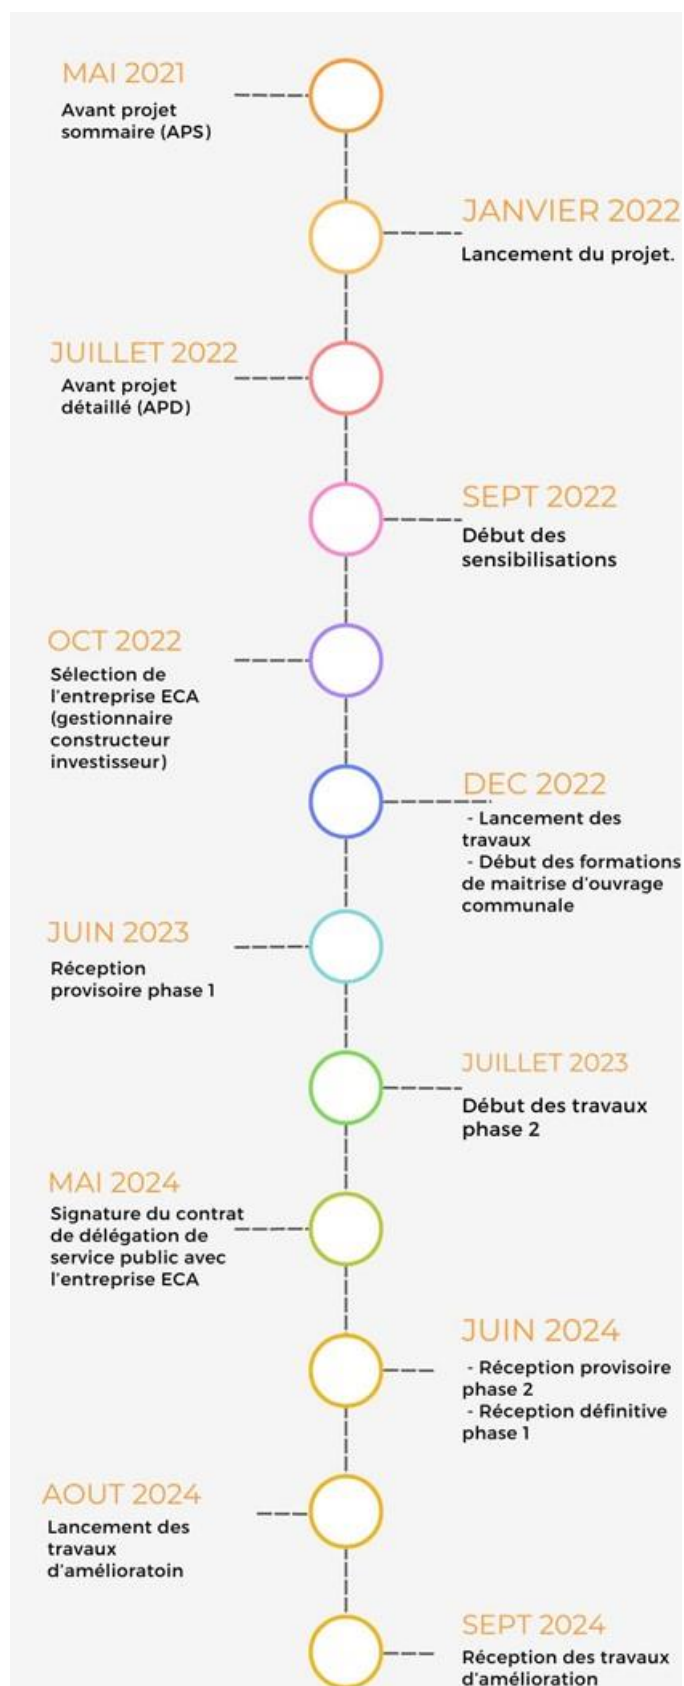 MAI 2021
Avant projet
sommaire (APS)
JANVIER 2022
Lancement du projet.
JUILLET 2022
Avant projet
détaillé (APD)
SEPT 2022
Début des
sensibilisations
OCT 2022
Sélection de
l'entreprise ECA
(gestionnaire
constructeur
investisseur)
DEC 2022
- Lancement des
travaux
- Début des formations
de maitrise d'ouvrage
communale
JUIN 2023
Réception
provisoire phase 1
JUILLET 2023
Début des travaux
phase 2
MAI 2024
Signature du contrat
de délégation de
service public avec
l'entreprise ECA
JUIN 2024
- Réception provisoire
phase 2
- Réception définitive
phase 1
AOUT 2024
Lancement des
travaux
d'amélioratoin
SEPT 2024
Réception des travaux
d'amélioration